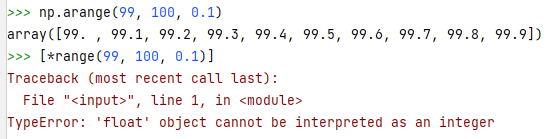 >>> np.arange(99, 100, 0.1)
array([99. , 99.1, 99.2, 99.3, 99.4, 99.5, 99.6, 99.7, 99.8, 99.9])
>>> [*range(99, 100, 0.1)]
Traceback (most recent call last):
  File "<input>", line 1, in <module>
TypeError: 'float' object cannot be interpreted as an integer